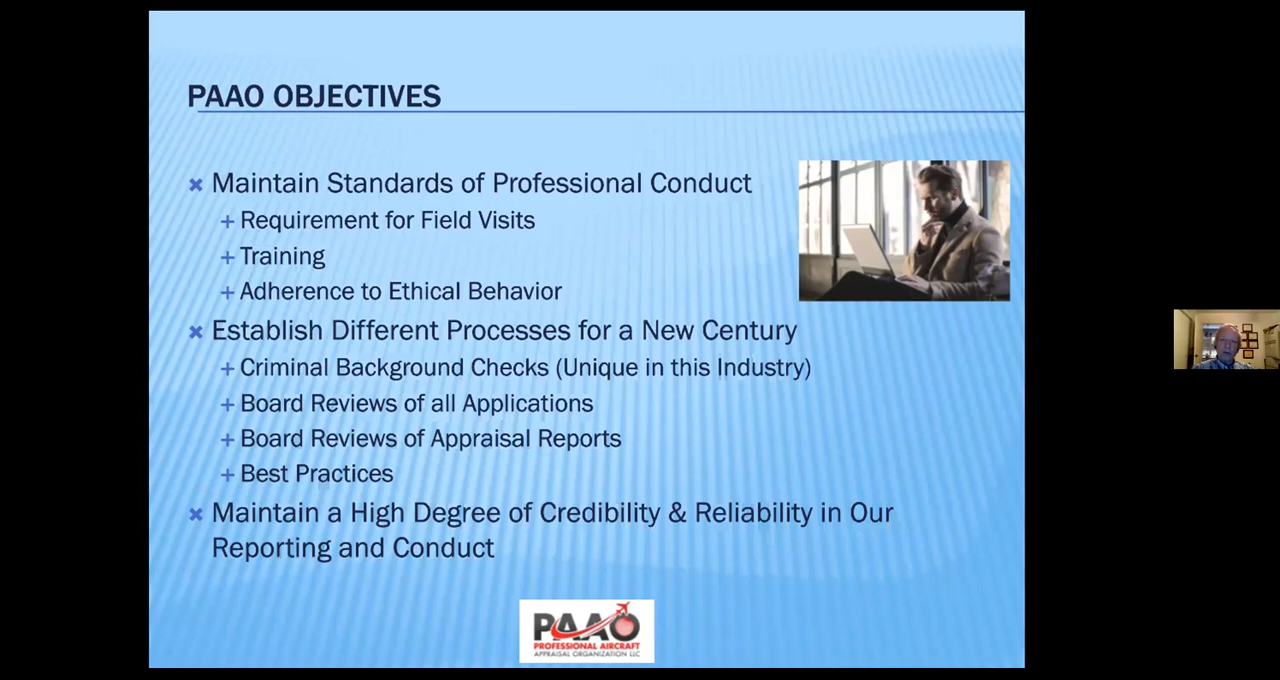 PAAO OBJECTIVES
Maintain Standards of Professional Conduct
Requirement for Field Visits
Training
Adherence to Ethical Behavior
Establish Different Processes for a New Century
Criminal Background Checks (Unique in this Industry)
Board Reviews of all Applications
Board Reviews of Appraisal Reports
Best Practices
Maintain a High Degree of Credibility & Reliability in Our
Reporting and Conduct
PAAO
PROFESSIONAL AIRCRAFT
APPRAISAL ORGANIZATION LLC